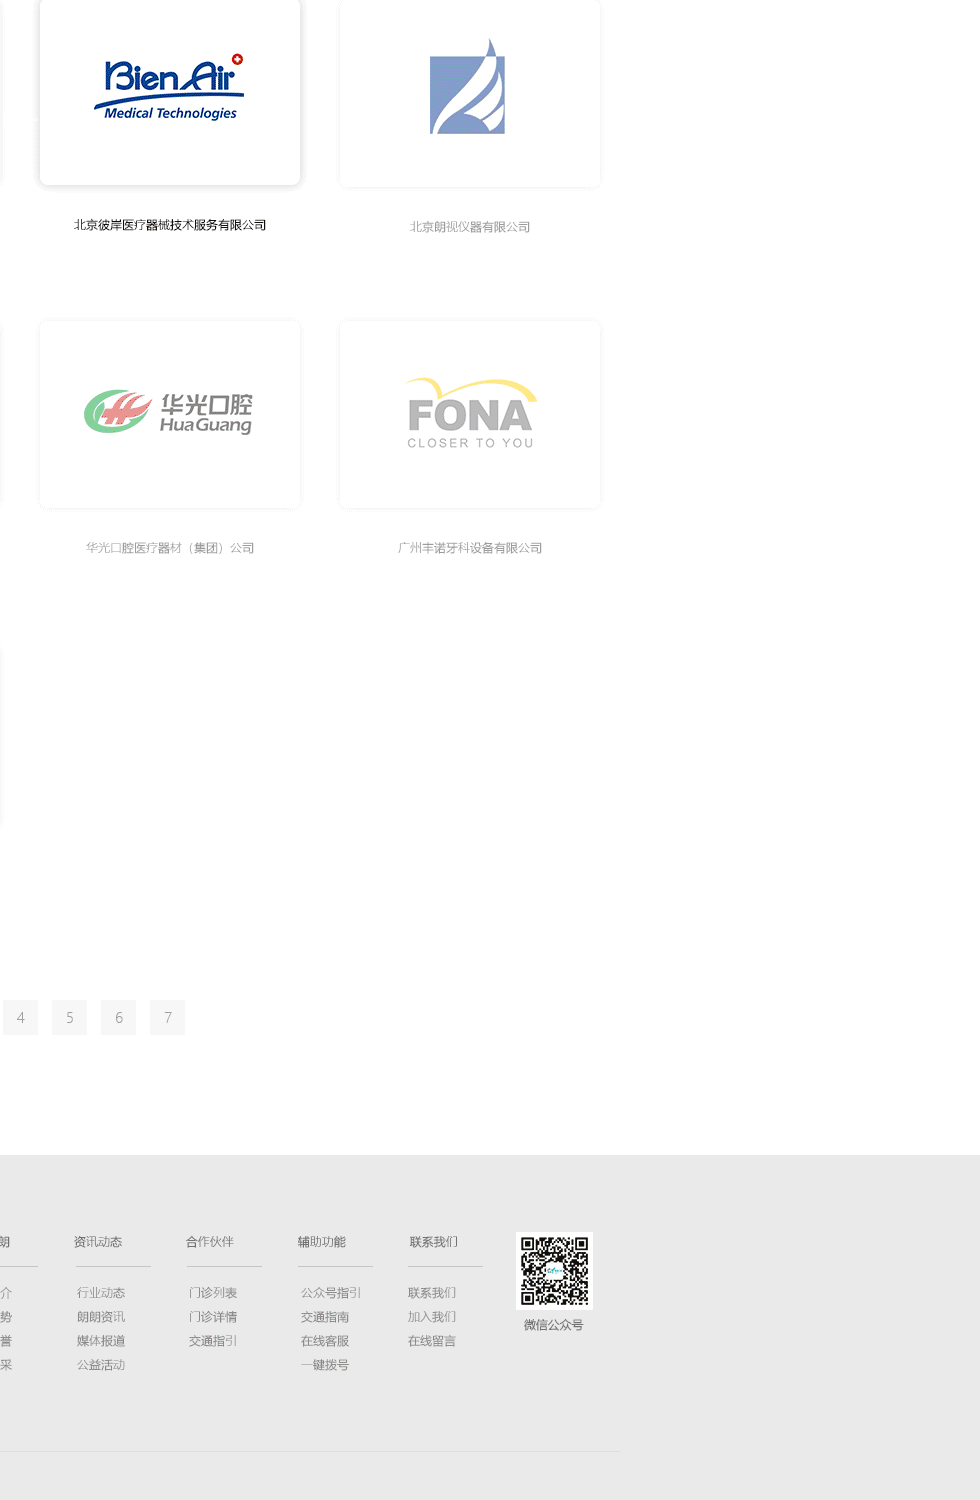 Bien Air
Medical Technologies
北京彼岸医疗器械技术服务有限公司
北京朗视仪器有限公司
华光口腔
HuaGuang
FONA
CLOSER TO YOU
华光口腔医疗器材（集团）公司
广州丰诺牙科设备有限公司
4 5 6 7
朗 资讯动态 合作伙伴 辅助功能 联系我们
介 行业动态 门诊列表 公众号指引 联系我们
势 朗朗资讯 门诊详情 交通指南 加入我们
誉 媒体报道 交通指引 在线客服 在线留言
采 公益活动 一键拨号
微信公众号